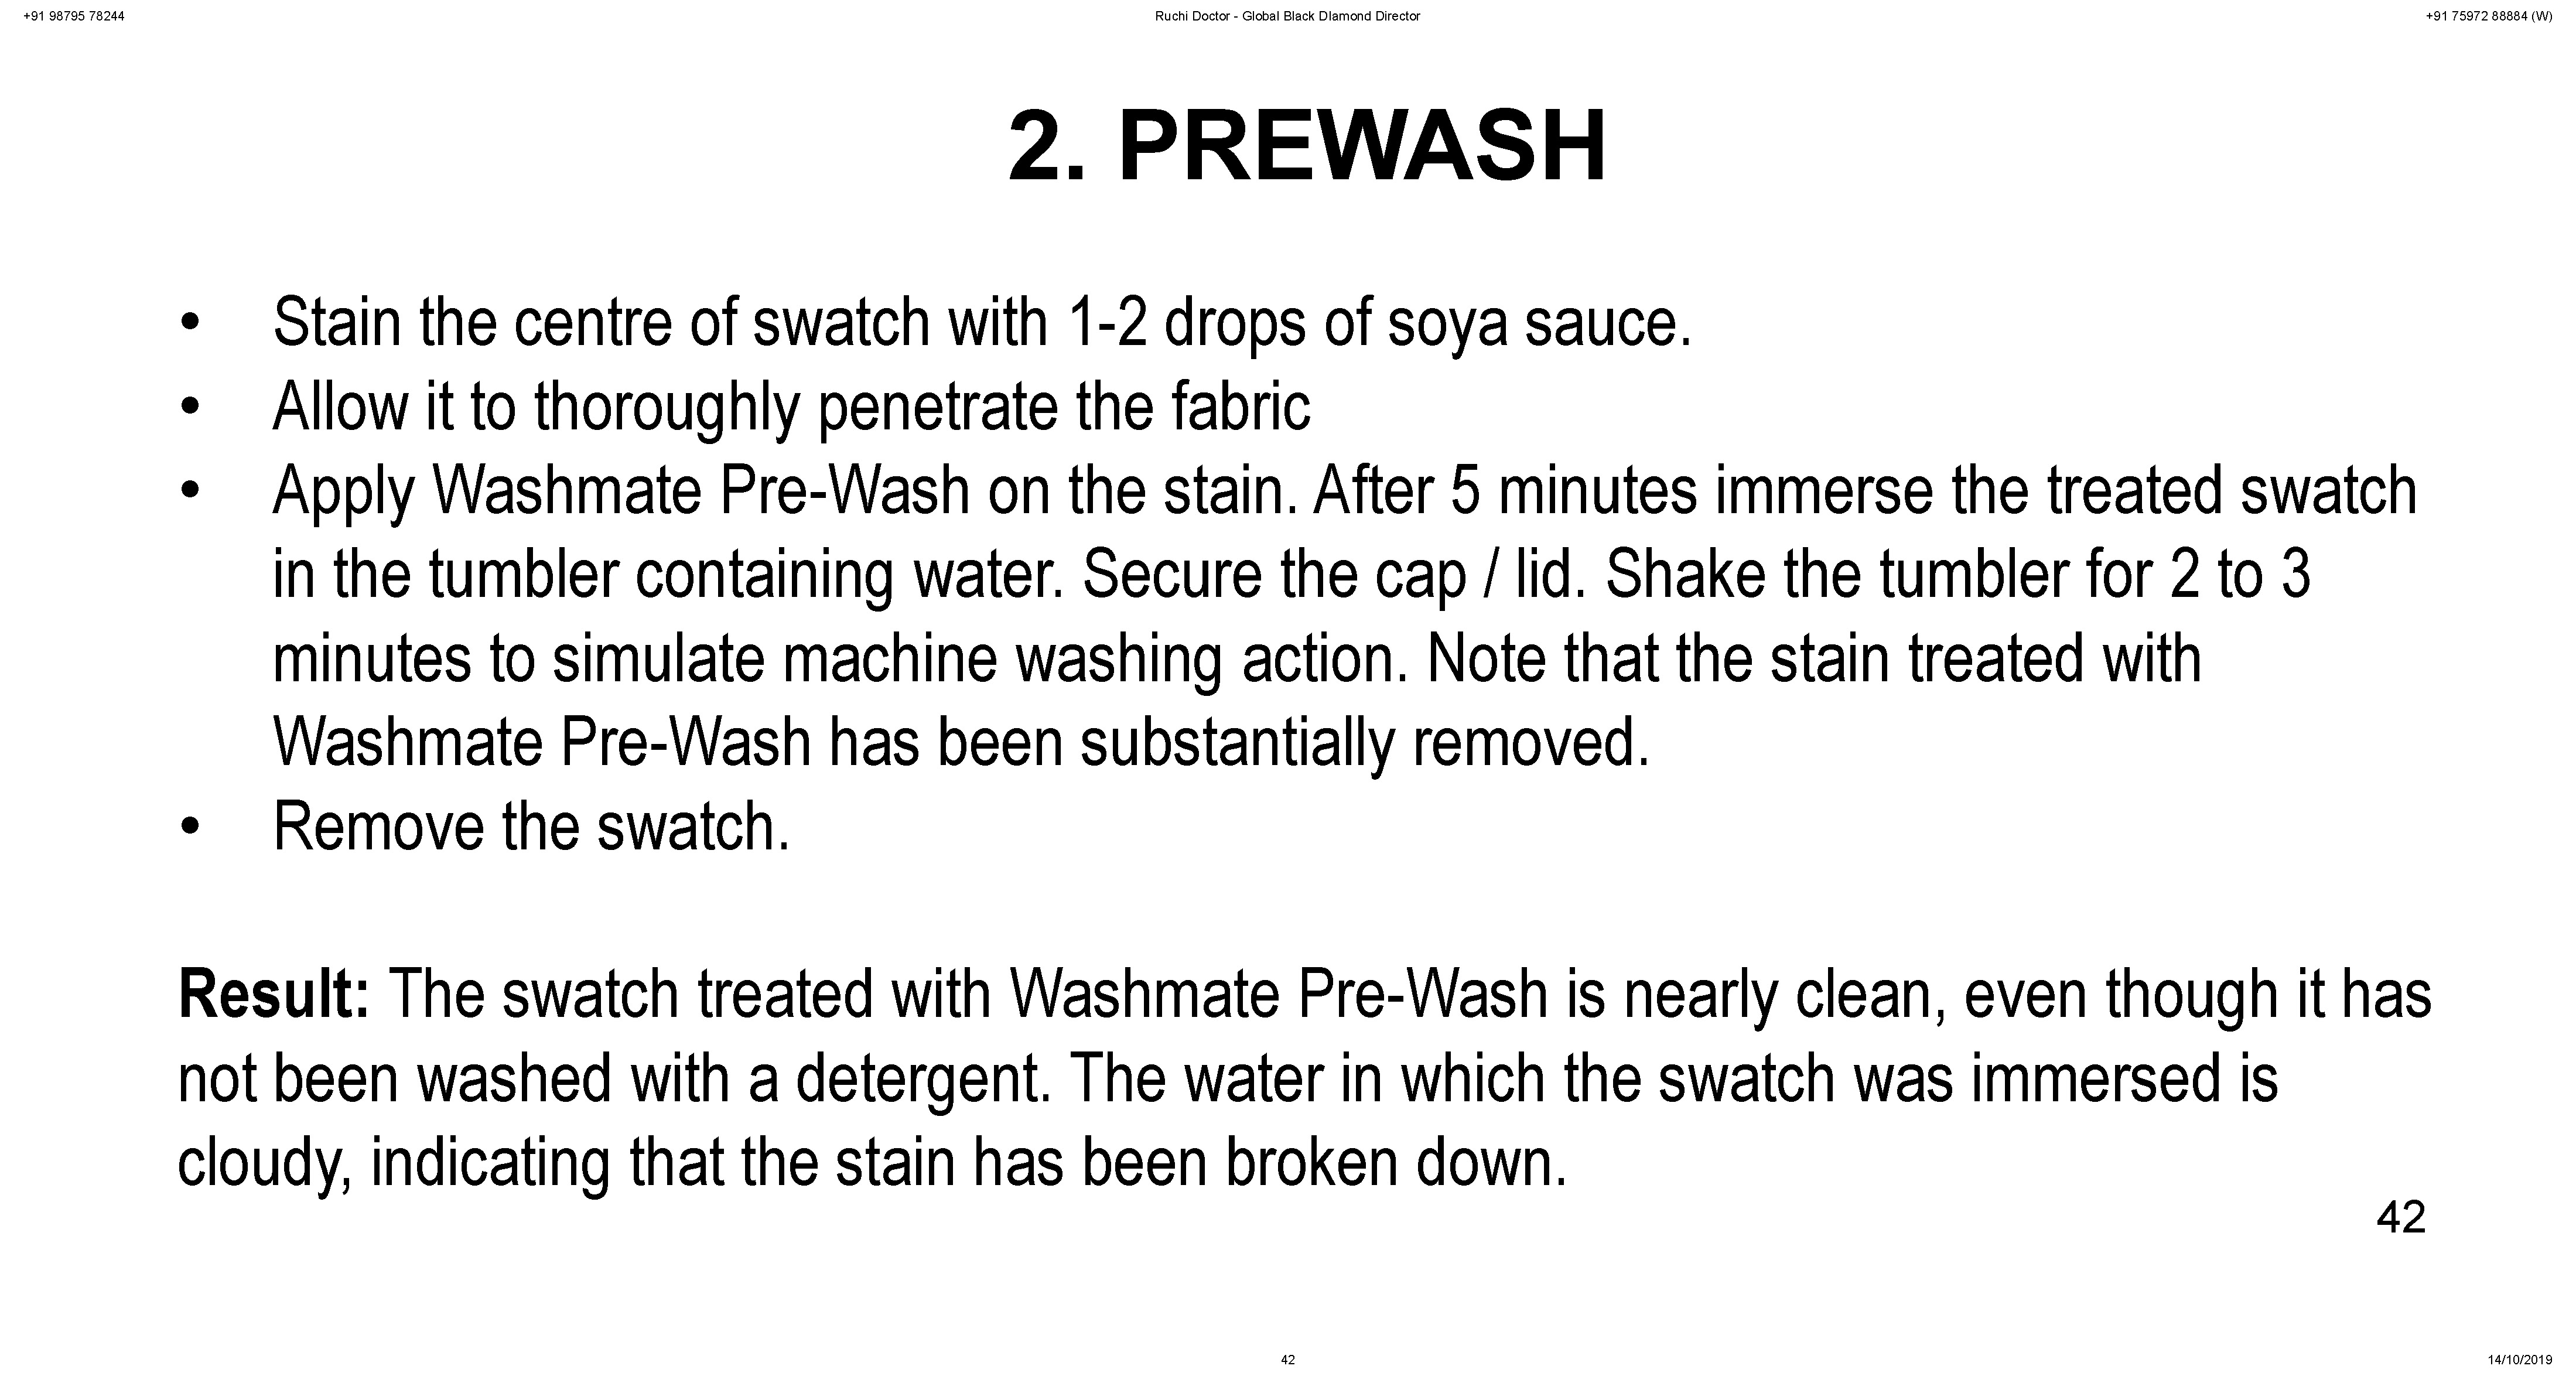 +91 98795 78244 Ruchi Doctor - Global Black DIamond Director +91 75972 88884 (W)
2. PREWASH
• Stain the centre of swatch with 1-2 drops of soya sauce.
• Allow it to thoroughly penetrate the fabric
• Apply Washmate Pre-Wash on the stain. After 5 minutes immerse the treated swatch
in the tumbler containing water. Secure the cap / lid. Shake the tumbler for 2 to 3
minutes to simulate machine washing action. Note that the stain treated with
Washmate Pre-Wash has been substantially removed.
• Remove the swatch.
Result: The swatch treated with Washmate Pre-Wash is nearly clean, even though it has
not been washed with a detergent. The water in which the swatch was immersed is
cloudy, indicating that the stain has been broken down.
42
42 14/10/2019